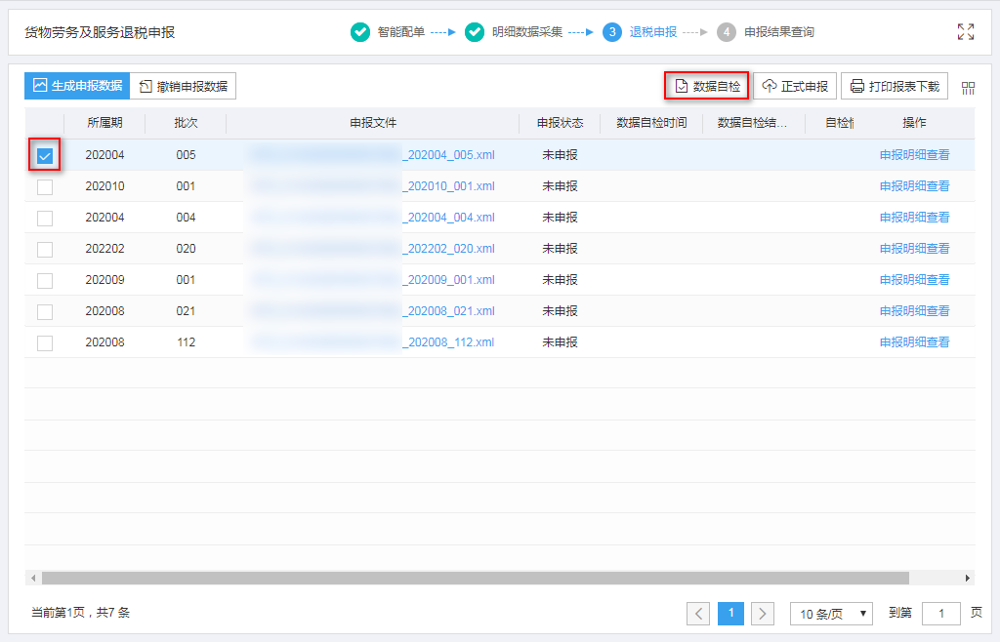 货物劳务及服务退税申报 智能配单 明细数据采集 3 退税申报 4 申报结果查询
生成申报数据 撤销申报数据 数据自检 正式申报 打印报表下载
所属期 批次 申报文件 申报状态 数据自检时间 数据自检结... 自检 操作
202004 005 _202004_005.xml 未申报 申报明细查看
202010 001 _202010_001.xml 未申报 申报明细查看
202004 004 _202004_004.xml 未申报 申报明细查看
202202 020 _202202_020.xml 未申报 申报明细查看
202009 001 _202009_001.xml 未申报 申报明细查看
202008 021 _202008_021.xml 未申报 申报明细查看
202008 112 _202008_112.xml 未申报 申报明细查看
当前第1页，共7 条 1 10 条/页 到第 1 页